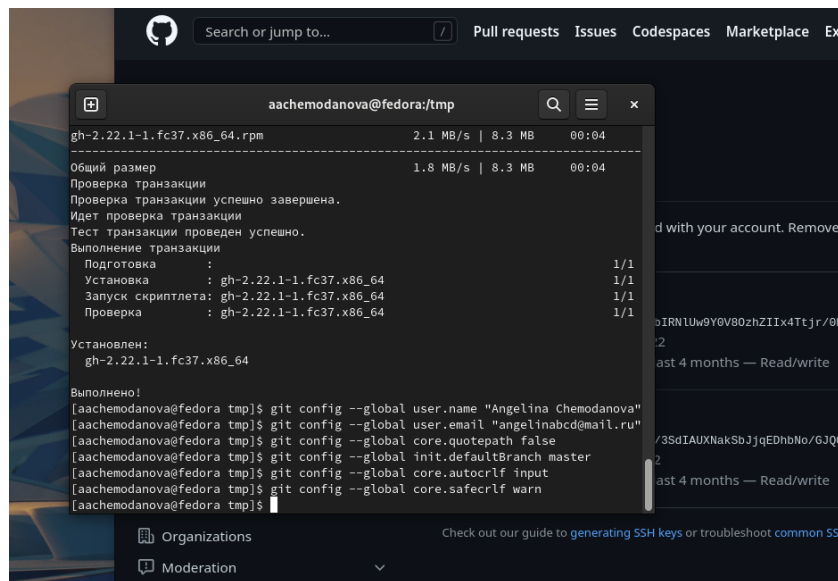 Search or jump to... /
Pull requests Issues Codespaces Marketplace Ex
aachemodanova@fedora:/tmp
gh-2.22.1-1.fc37.x86_64.rpm 2.1 MB/s | 8.3 MB 00:04
--------------------------------------------------------------------------------
Общий размер 1.8 MB/s | 8.3 MB 00:04
Проверка транзакции
Проверка транзакции успешно завершена.
Идет проверка транзакции
Тест транзакции проведен успешно.
Выполнение транзакции
Подготовка : 1/1
Установка : gh-2.22.1-1.fc37.x86_64 1/1
Запуск скриптлета: gh-2.22.1-1.fc37.x86_64 1/1
Проверка : gh-2.22.1-1.fc37.x86_64 1/1
Установлен:
gh-2.22.1-1.fc37.x86_64
Выполнено!
[aachemodanova@fedora tmp]$ git config --global user.name "Angelina Chemodanova"
[aachemodanova@fedora tmp]$ git config --global user.email "angelinabcd@mail.ru"
[aachemodanova@fedora tmp]$ git config --global core.quotepath false
[aachemodanova@fedora tmp]$ git config --global init.defaultBranch master
[aachemodanova@fedora tmp]$ git config --global core.autocrlf input
[aachemodanova@fedora tmp]$ git config --global core.safecrlf warn
[aachemodanova@fedora tmp]$
d with your account. Remove
22
ast 4 months — Read/write
2
ast 4 months — Read/write
Organizations
Moderation
Check out our guide to generating SSH keys or troubleshoot common SS